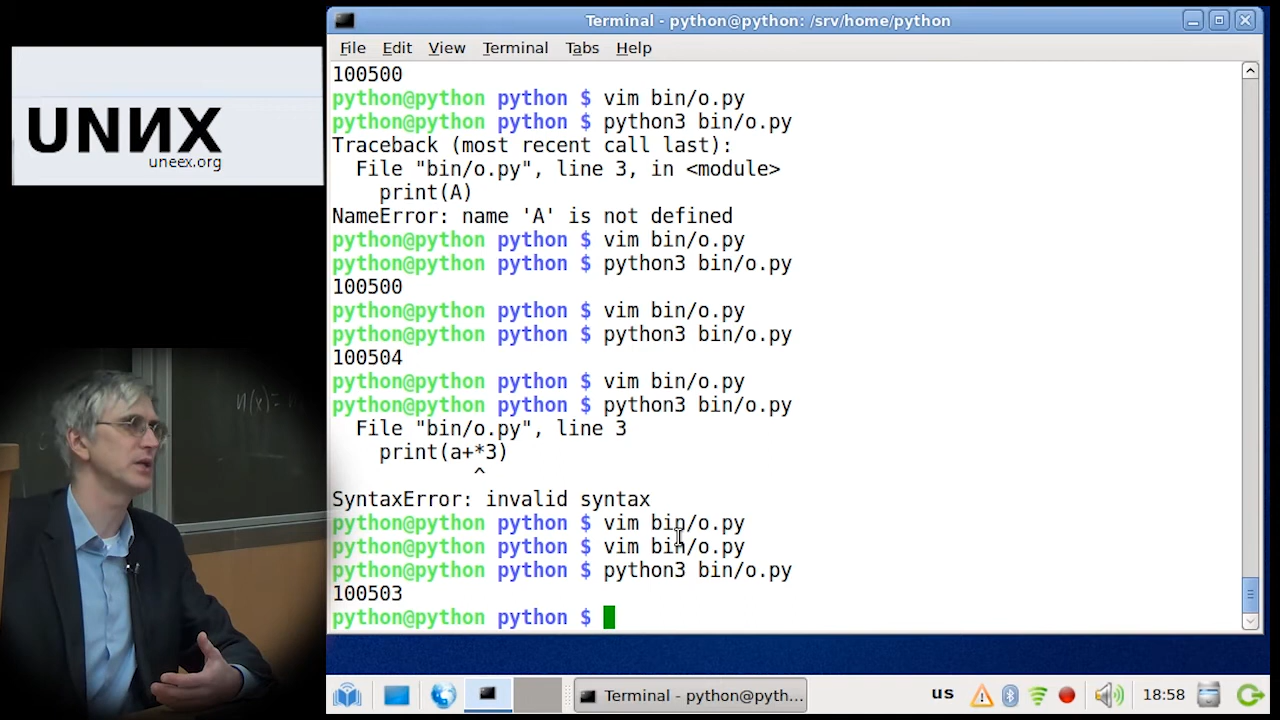 UNИX
uneex.org
Terminal - python@python: /srv/home/python
File Edit View Terminal Tabs Help
100500
python@python python $ vim bin/o.py
python@python python $ python3 bin/o.py
Traceback (most recent call last):
  File "bin/o.py", line 3, in <module>
    print(A)
NameError: name 'A' is not defined
python@python python $ vim bin/o.py
python@python python $ python3 bin/o.py
100500
python@python python $ vim bin/o.py
python@python python $ python3 bin/o.py
100504
python@python python $ vim bin/o.py
python@python python $ python3 bin/o.py
  File "bin/o.py", line 3
    print(a+*3)
            ^
SyntaxError: invalid syntax
python@python python $ vim bin/o.py
python@python python $ vim bin/o.py
python@python python $ python3 bin/o.py
100503
python@python python $
Terminal - python@pyth...
us
18:58